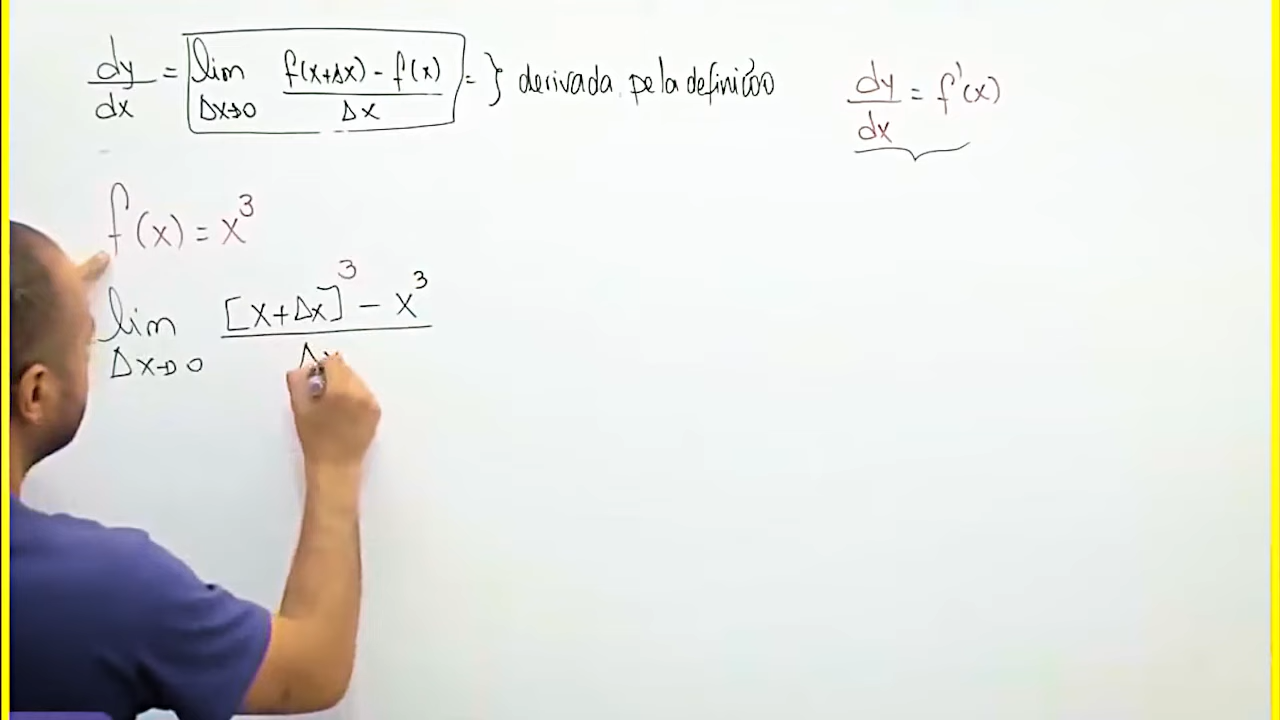 dy/dx = lim Δx→0 (f(x+Δx) - f(x))/Δx = } derivada pela definição
dy/dx = f'(x)
f(x) = x³
lim Δx→0 ([x+Δx]³ - x³)/Δx